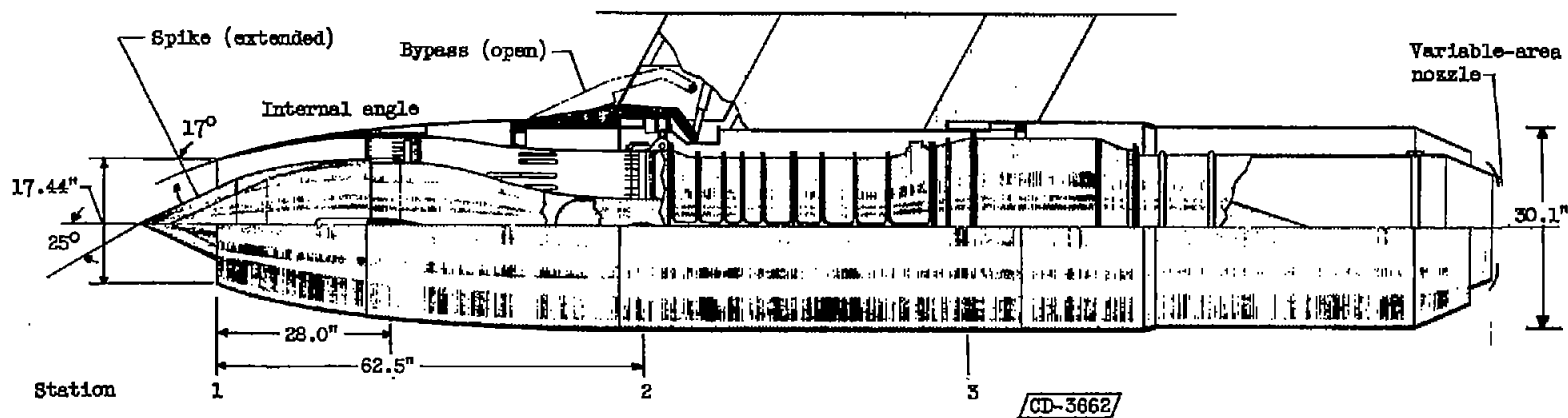 Spike (extended)
Bypass (open)
Variable-area
nozzle
Internal angle
17°
17.44"
25°
30.1"
28.0"
62.5"
Station 1 2 3
CD-3662